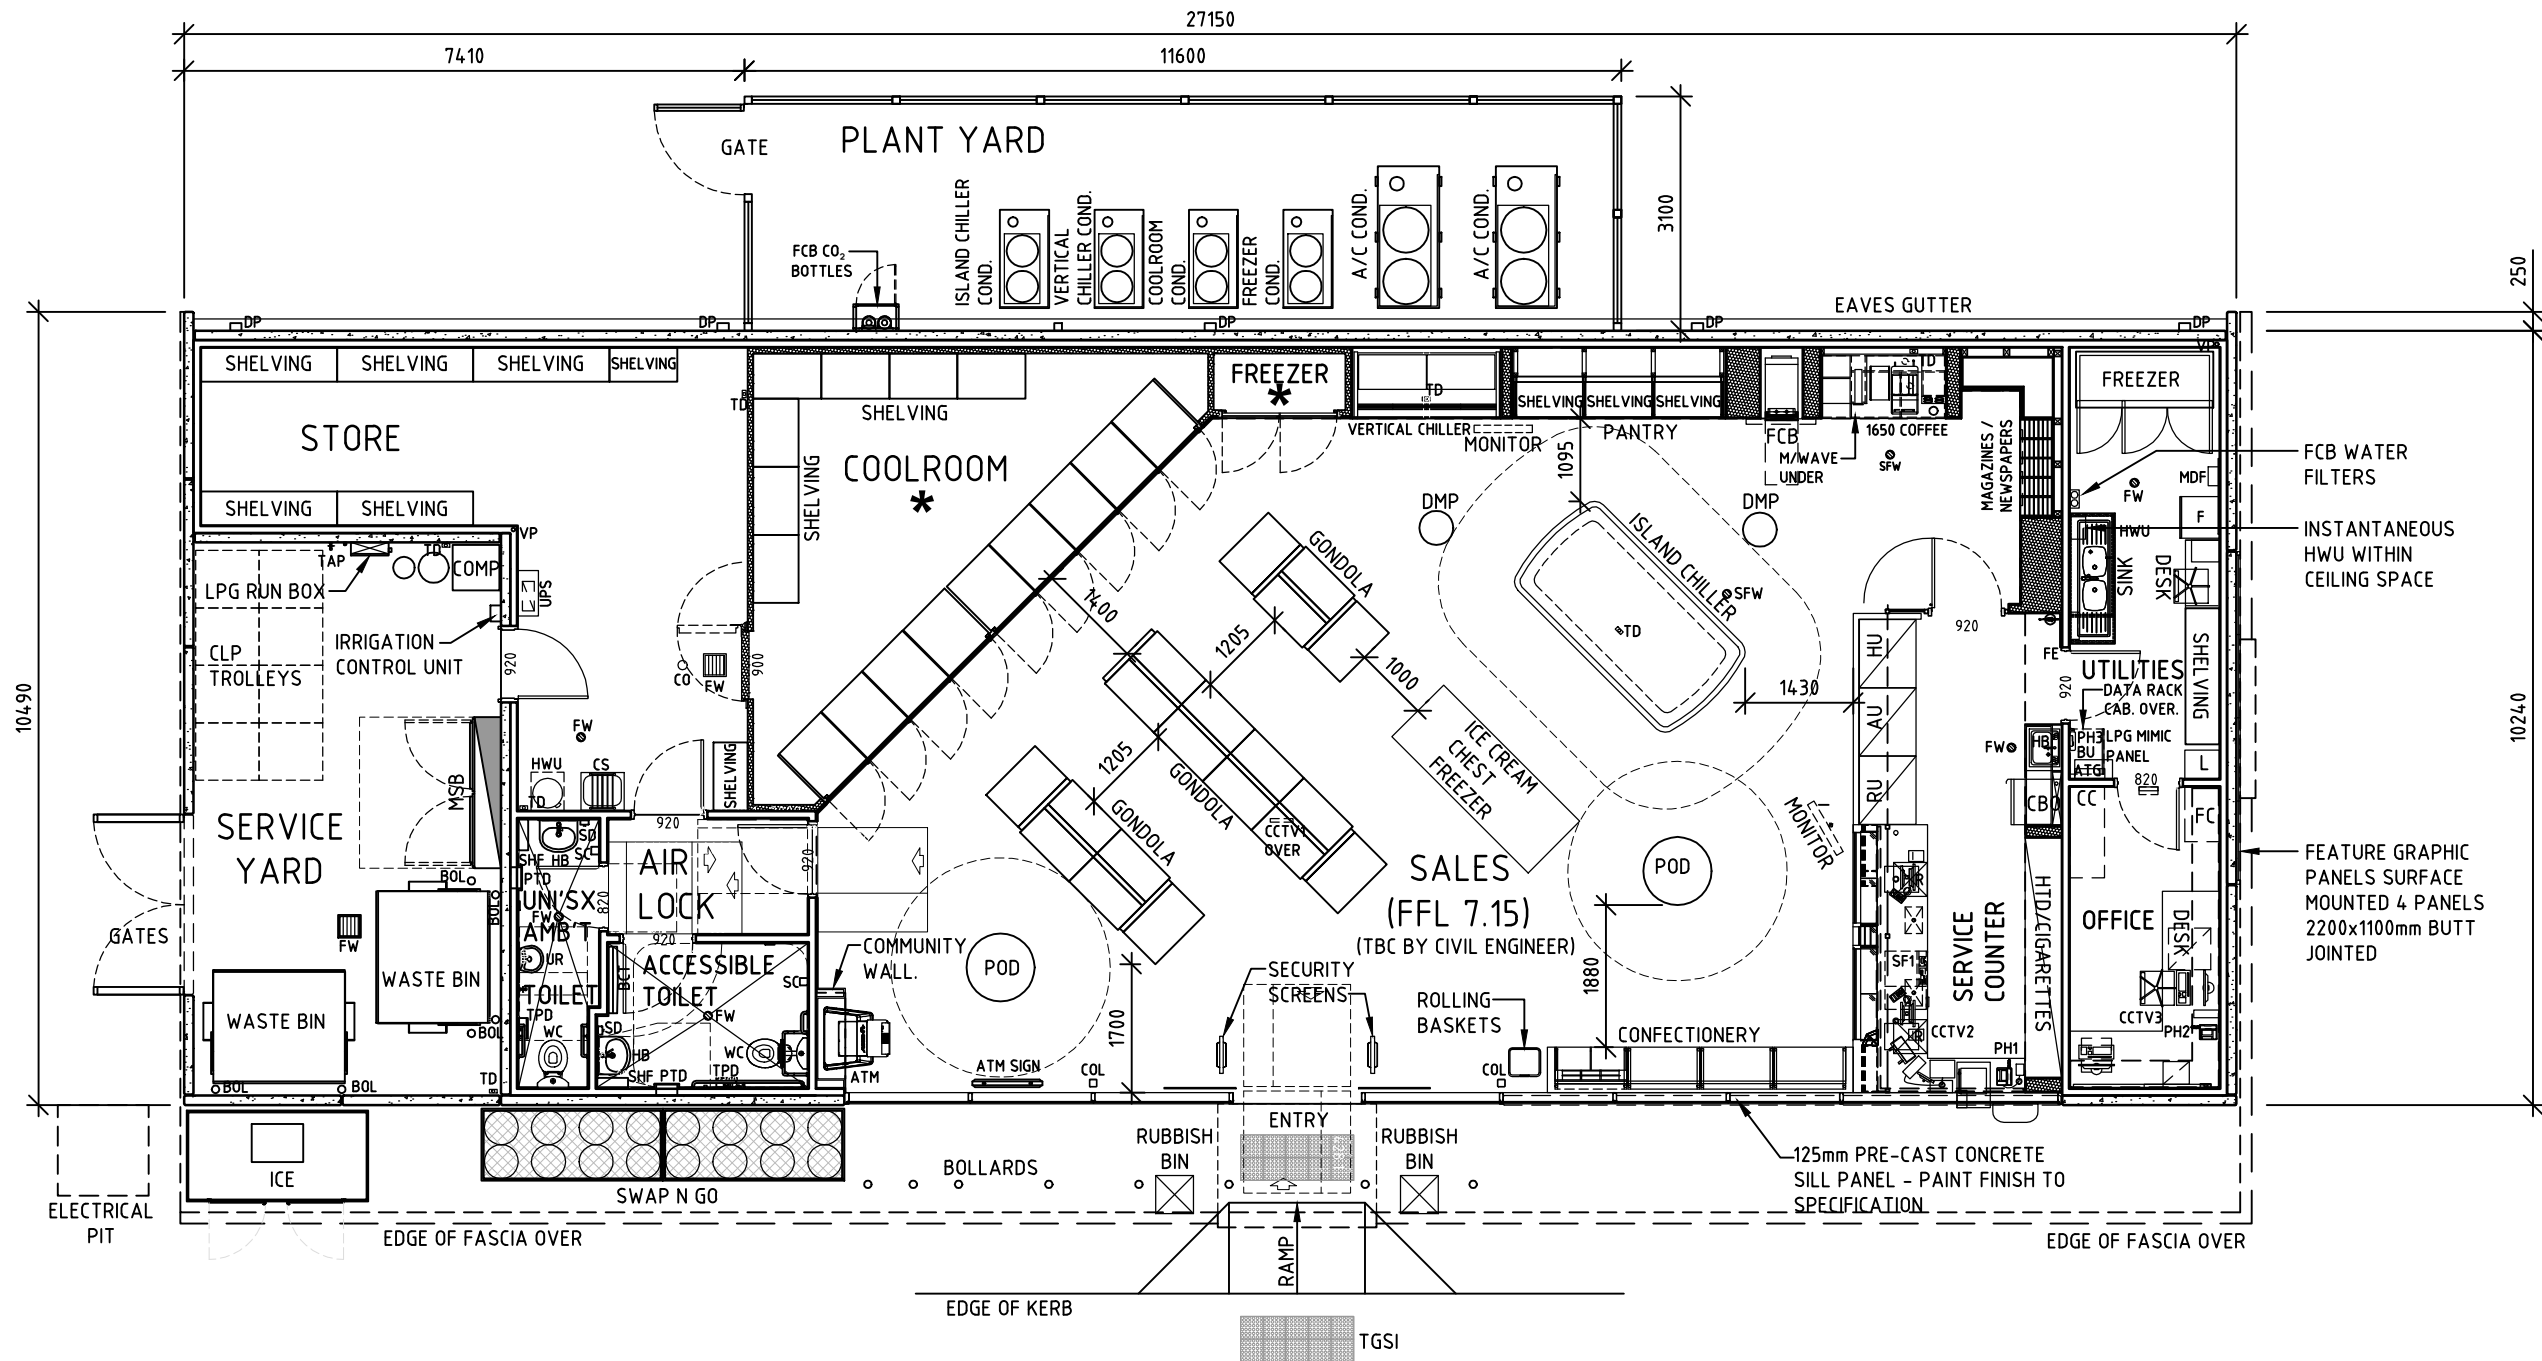 27150
7410
11600
PLANT YARD
GATE
3100
250
ISLAND CHILLER
COND.
VERTICAL
CHILLER COND.
COOLROOM
COND.
FREEZER
COND.
A/C COND.
A/C COND.
FCB CO₂
BOTTLES
EAVES GUTTER
DP
DP
DP
DP
DP
VP
SHELVING
SHELVING
SHELVING
SHELVING
STORE
SHELVING
SHELVING
TD
SHELVING
SHELVING
COOLROOM
*
FREEZER
*
TD
VERTICAL CHILLER
MONITOR
SHELVING
SHELVING
SHELVING
PANTRY
FCB
M/WAVE
UNDER
TD
1650 COFFEE
SFW
MAGAZINES /
NEWSPAPERS
FREEZER
MDF
FW
F
FCB WATER
FILTERS
INSTANTANEOUS
HWU WITHIN
CEILING SPACE
HWU
SINK
DESK
SHELVING
1095
DMP
DMP
ISLAND CHILLER
SFW
TD
GONDOLA
1400
1205
1000
1430
1205
GONDOLA
GONDOLA
ICE CREAM
CHEST
FREEZER
920
HU
AU
RU
FE
UTILITIES
920
DATA RACK
CAB. OVER.
PH3
LPG MIMIC
PANEL
BU
ATG
L
820
FW
HB
CBO
CC
FC
VP
TAP
TD
COMP
UPS
LPG RUN BOX
IRRIGATION
CONTROL UNIT
920
CLP
TROLLEYS
CO
FW
900
FW
HWU
CS
TD
SHELVING
MSB
10490
10240
SERVICE
YARD
GATES
BOL
BOL
BOL
FW
WASTE BIN
WASTE BIN
BOL
BOL
TD
920
SD
SC
SHF HB
PTD
UNI'SX
FW
AMB'T
UR
TOILET
TPD
WC
820
AIR
LOCK
920
920
BCT
ACCESSIBLE
TOILET
SC
FW
SD
HB
WC
SHF PTD
TPD
COMMUNITY
WALL.
ATM
POD
ATM SIGN
COL
1700
CCTV1
OVER
SALES
(FFL 7.15)
(TBC BY CIVIL ENGINEER)
SECURITY
SCREENS
ROLLING
BASKETS
COL
MONITOR
POD
1880
CONFECTIONERY
SF1
SERVICE
COUNTER
CCTV2
PH1
HTD/CIGARETTES
OFFICE
DESK
CCTV3
PH2
FEATURE GRAPHIC
PANELS SURFACE
MOUNTED 4 PANELS
2200x1100mm BUTT
JOINTED
ICE
ELECTRICAL
PIT
SWAP N GO
BOLLARDS
RUBBISH
BIN
ENTRY
RUBBISH
BIN
125mm PRE-CAST CONCRETE
SILL PANEL - PAINT FINISH TO
SPECIFICATION
EDGE OF FASCIA OVER
EDGE OF FASCIA OVER
RAMP
EDGE OF KERB
TGSI